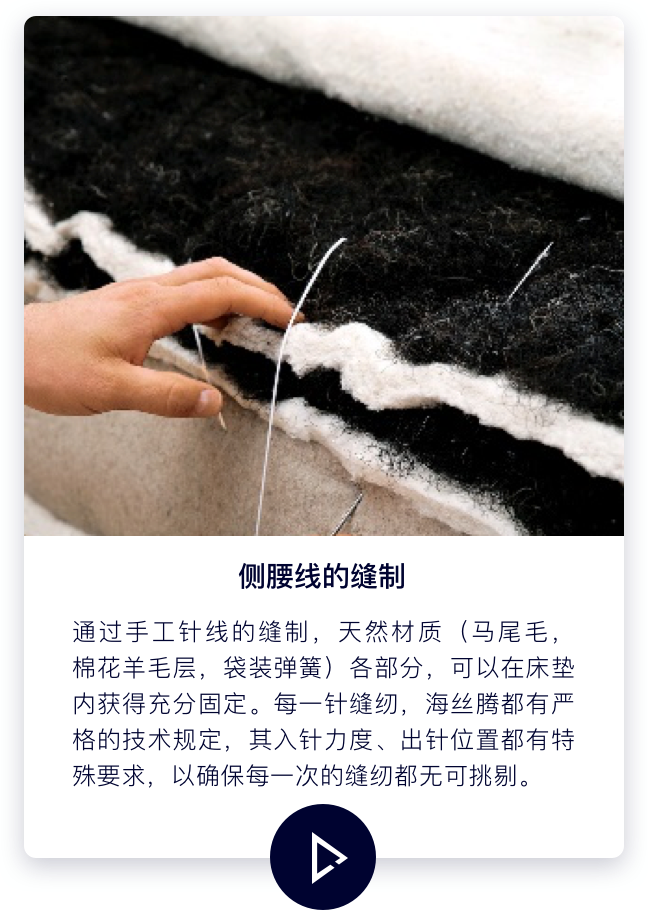 侧腰线的缝制
通过手工针线的缝制，天然材质（马尾毛，
棉花羊毛层，袋装弹簧）各部分，可以在床垫
内获得充分固定。每一针缝纫，海丝腾都有严
格的技术规定，其入针力度、出针位置都有特
殊要求，以确保每一次的缝纫都无可挑剔。